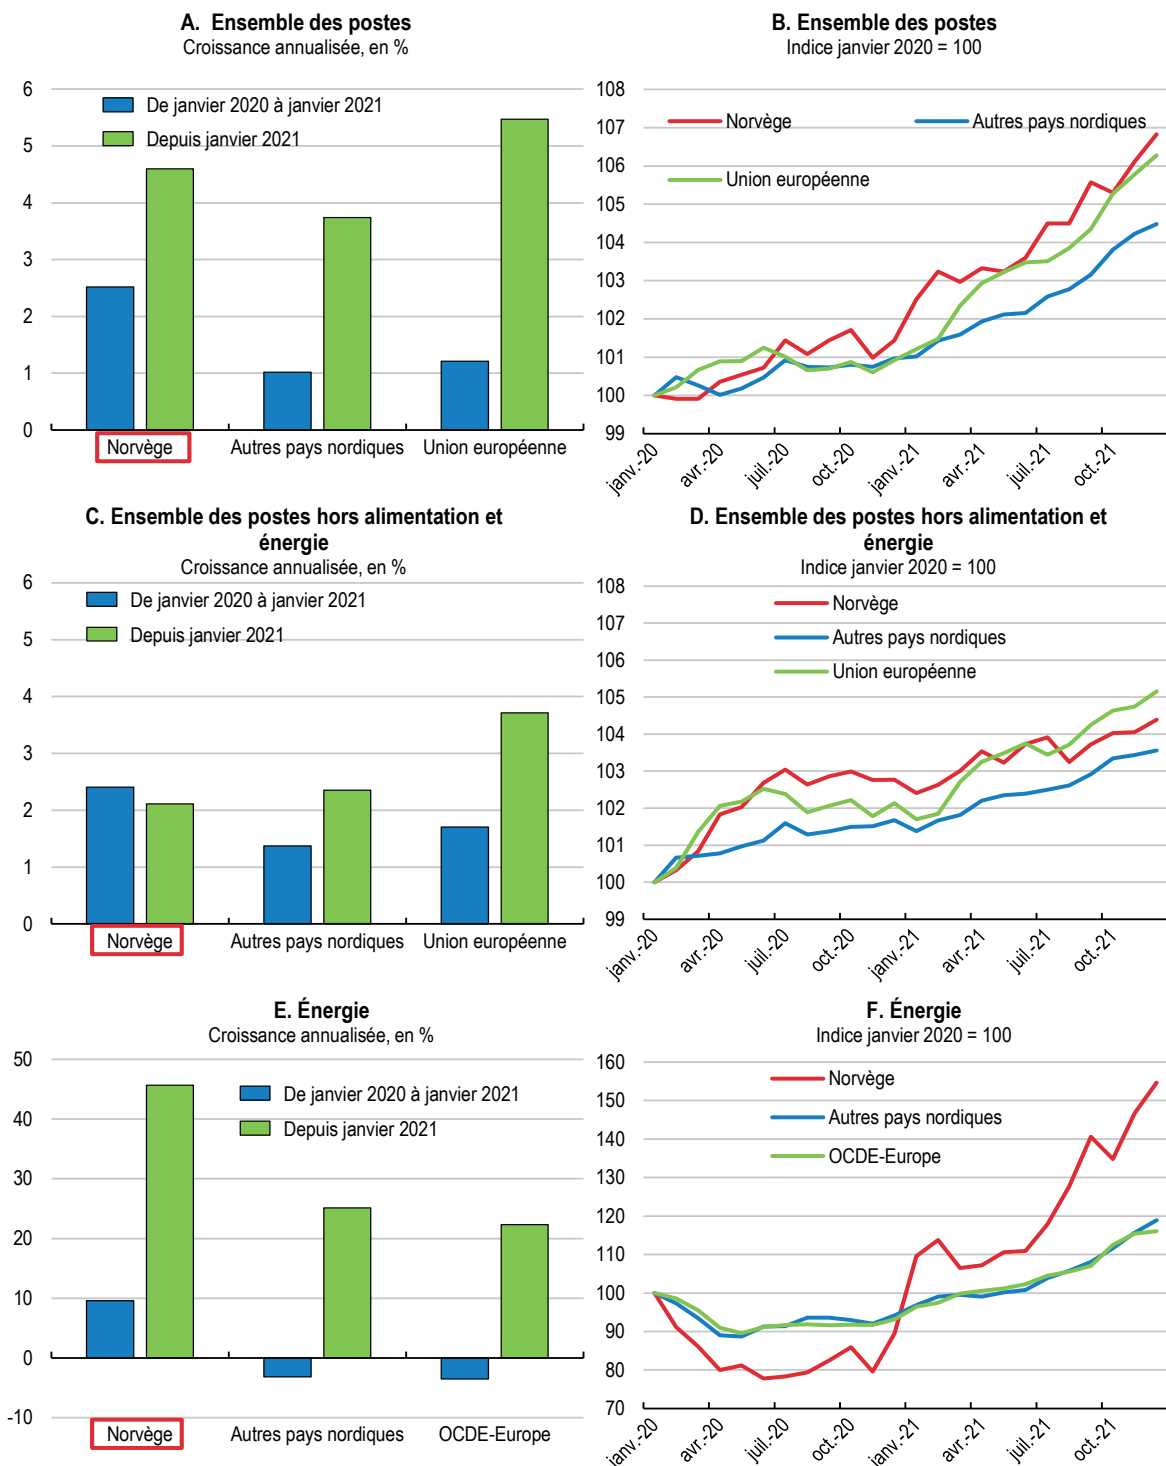 A. Ensemble des postes
Croissance annualisée, en %
6
5
4
3
2
1
0
De janvier 2020 à janvier 2021
Depuis janvier 2021
Norvège
Autres pays nordiques
Union européenne
B. Ensemble des postes
Indice janvier 2020 = 100
108
107
106
105
104
103
102
101
100
99
Norvège
Autres pays nordiques
Union européenne
janv.-20
avr.-20
juil.-20
oct.-20
janv.-21
avr.-21
juil.-21
oct.-21
C. Ensemble des postes hors alimentation et
énergie
Croissance annualisée, en %
6
5
4
3
2
1
0
De janvier 2020 à janvier 2021
Depuis janvier 2021
Norvège
Autres pays nordiques
Union européenne
D. Ensemble des postes hors alimentation et
énergie
Indice janvier 2020 = 100
108
107
106
105
104
103
102
101
100
99
Norvège
Autres pays nordiques
Union européenne
janv.-20
avr.-20
juil.-20
oct.-20
janv.-21
avr.-21
juil.-21
oct.-21
E. Énergie
Croissance annualisée, en %
50
40
30
20
10
0
-10
De janvier 2020 à janvier 2021
Depuis janvier 2021
Norvège
Autres pays nordiques
OCDE-Europe
F. Énergie
Indice janvier 2020 = 100
160
150
140
130
120
110
100
90
80
70
Norvège
Autres pays nordiques
OCDE-Europe
janv.-20
avr.-20
juil.-20
oct.-20
janv.-21
avr.-21
juil.-21
oct.-21